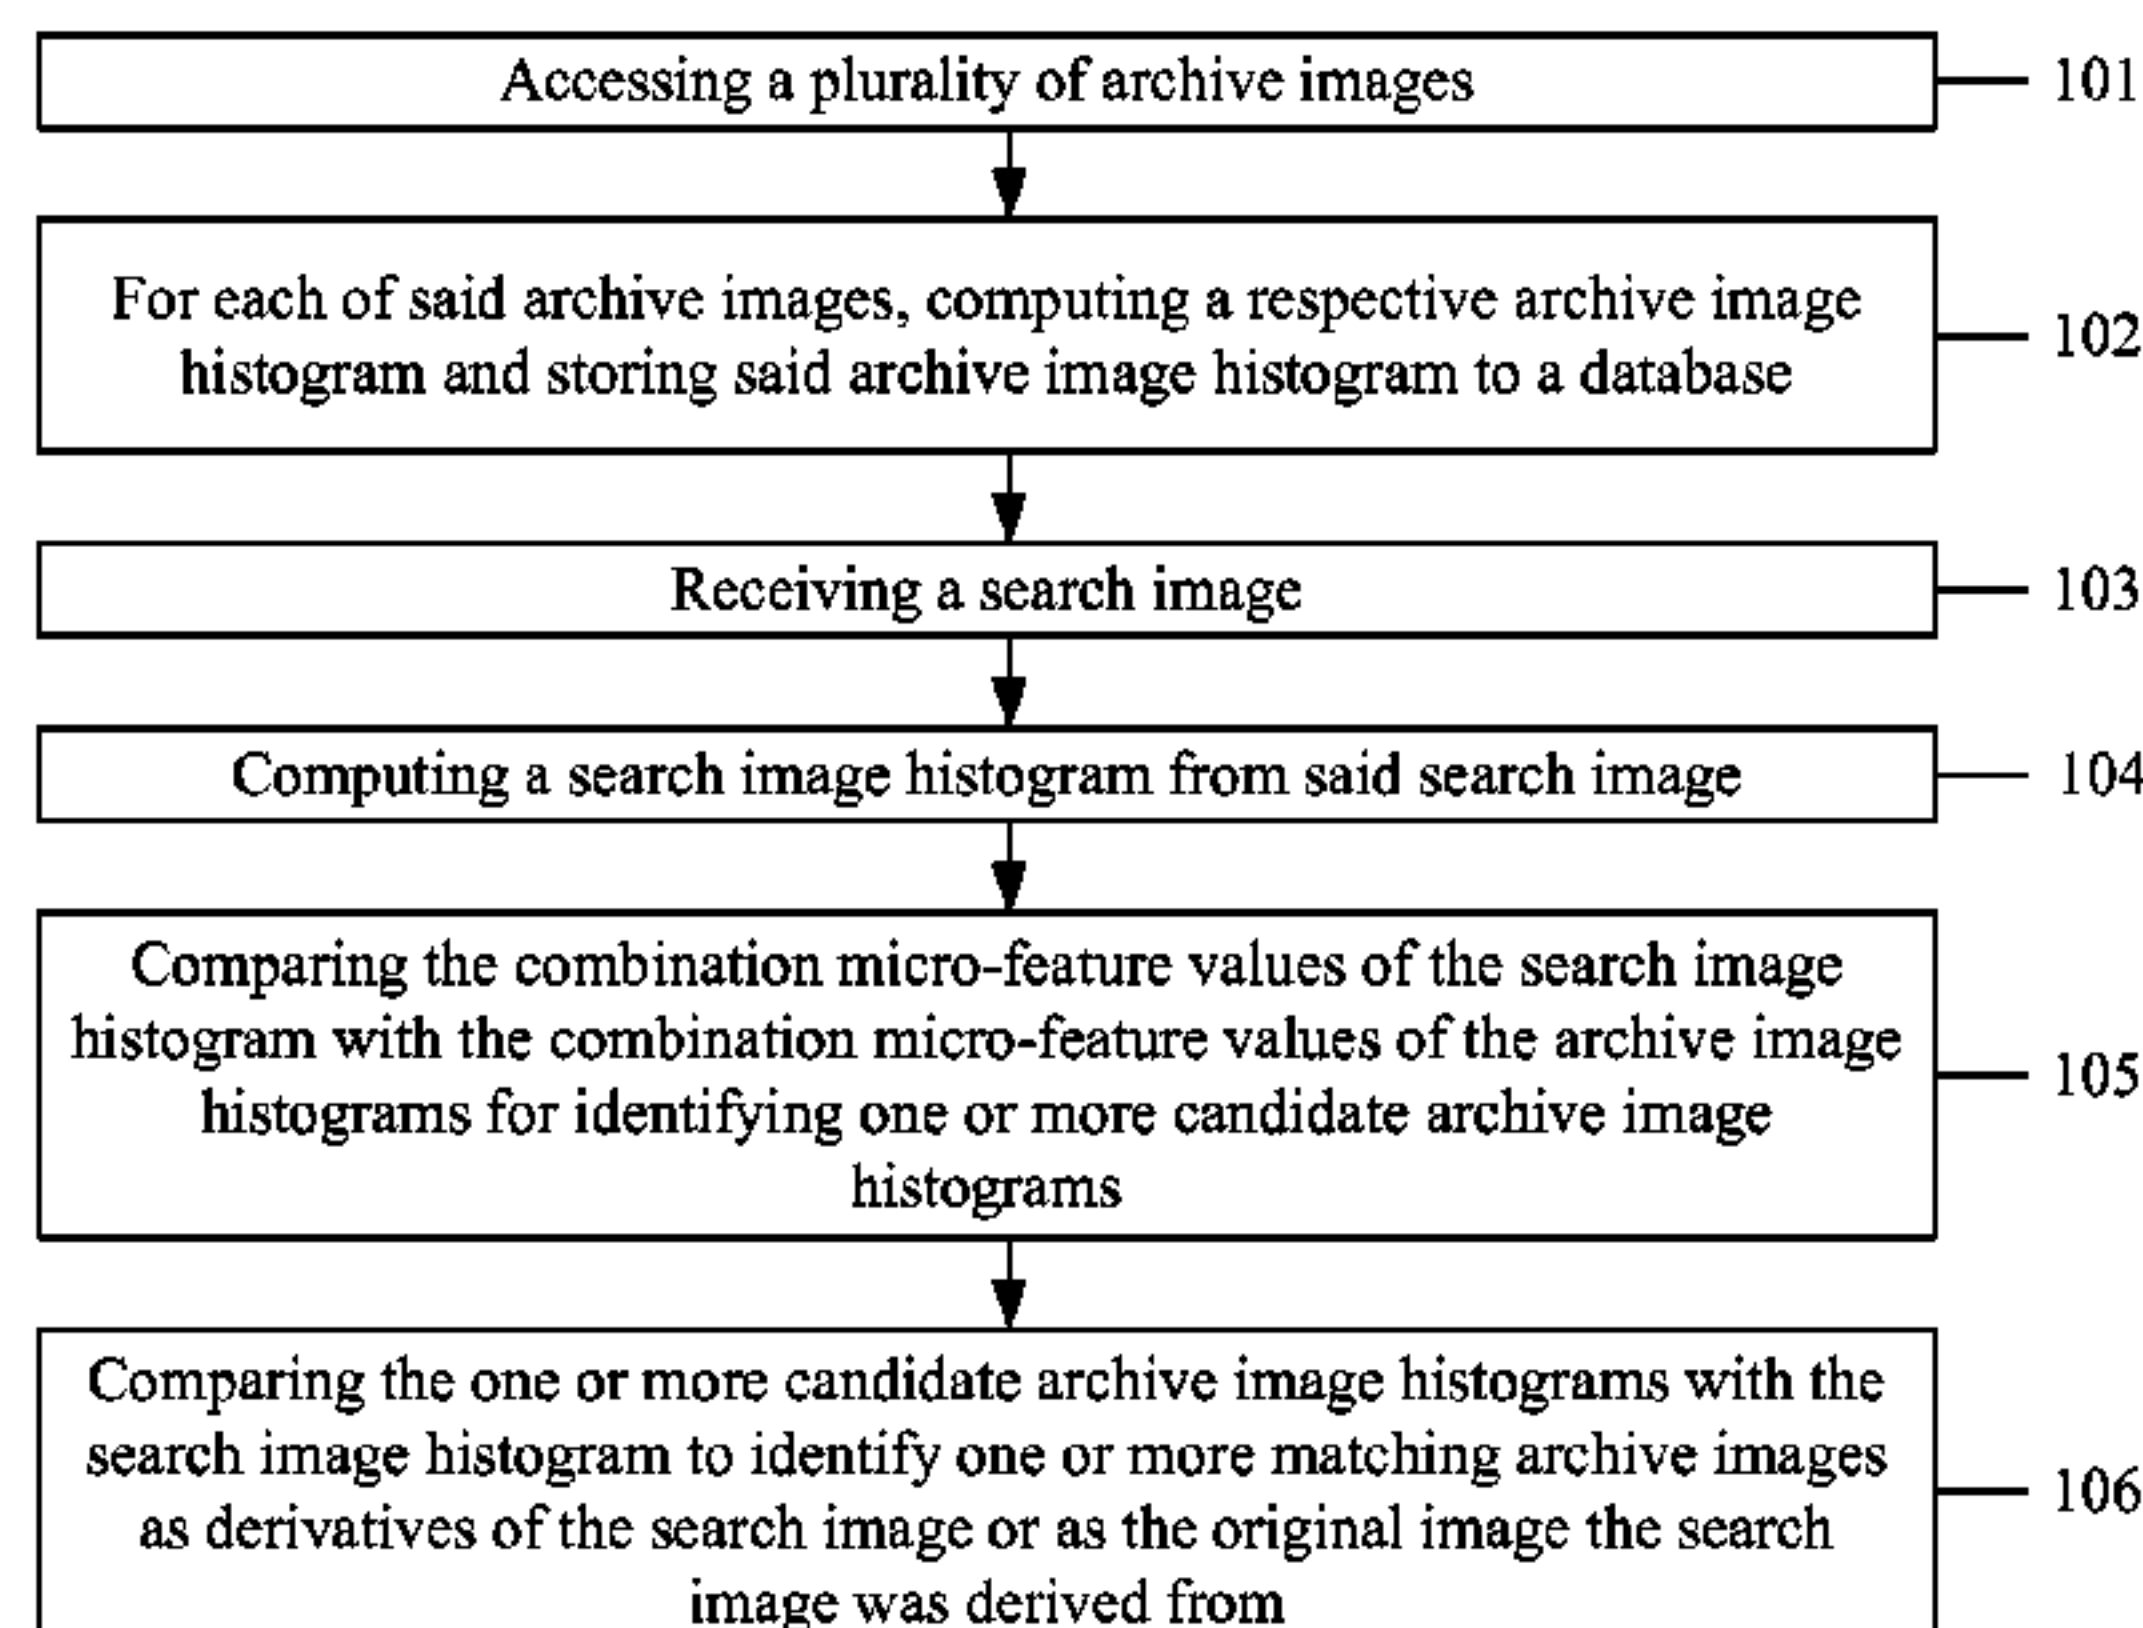 Accessing a plurality of archive images
101
For each of said archive images, computing a respective archive image
histogram and storing said archive image histogram to a database
102
Receiving a search image
103
Computing a search image histogram from said search image
104
Comparing the combination micro-feature values of the search image
histogram with the combination micro-feature values of the archive image
histograms for identifying one or more candidate archive image
histograms
105
Comparing the one or more candidate archive image histograms with the
search image histogram to identify one or more matching archive images
as derivatives of the search image or as the original image the search
image was derived from
106